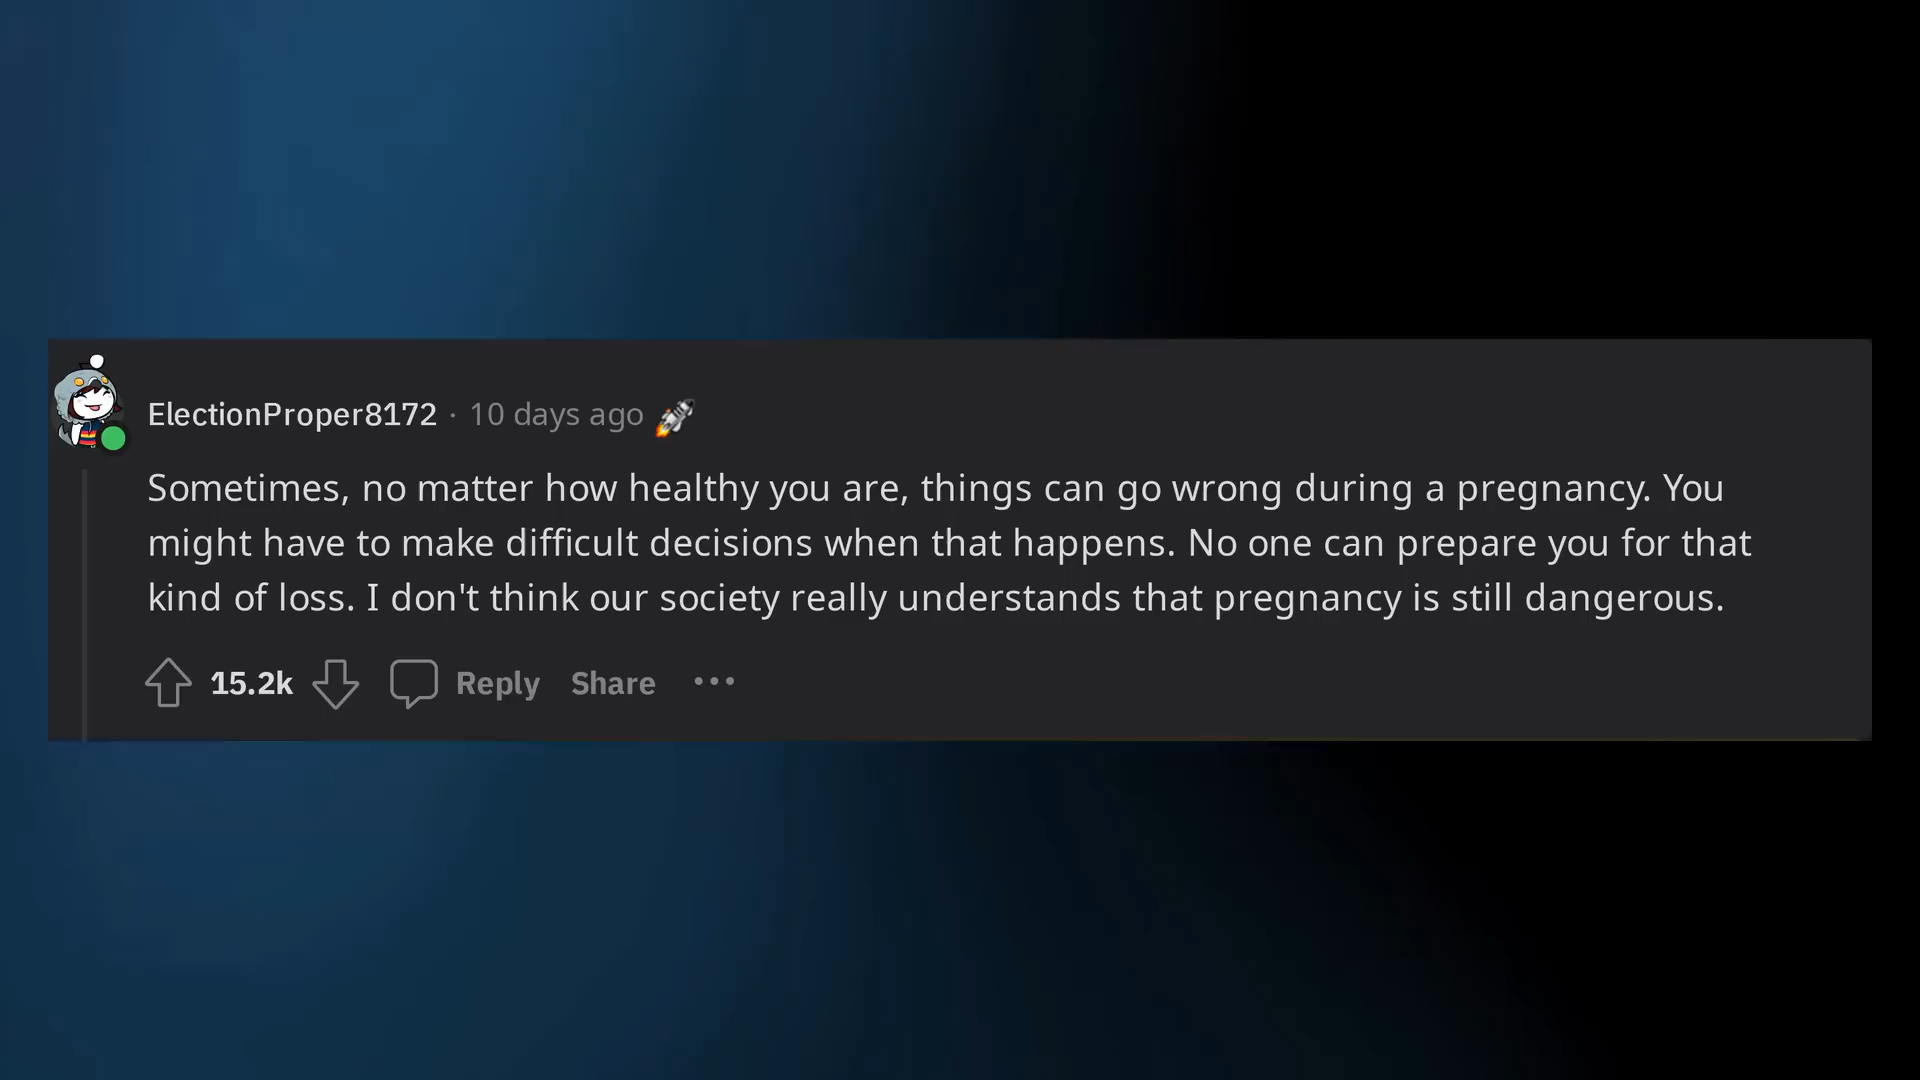 ElectionProper8172 · 10 days ago
Sometimes, no matter how healthy you are, things can go wrong during a pregnancy. You
might have to make difficult decisions when that happens. No one can prepare you for that
kind of loss. I don't think our society really understands that pregnancy is still dangerous.
15.2k Reply Share •••